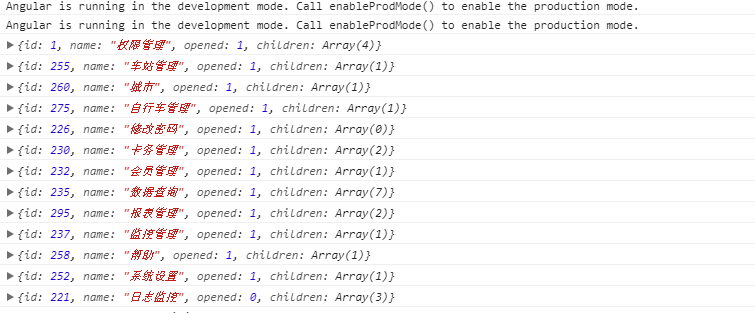 Angular is running in the development mode. Call enableProdMode() to enable the production mode.
Angular is running in the development mode. Call enableProdMode() to enable the production mode.
{id: 1, name: "权限管理", opened: 1, children: Array(4)}
{id: 255, name: "车站管理", opened: 1, children: Array(1)}
{id: 260, name: "城市", opened: 1, children: Array(1)}
{id: 275, name: "自行车管理", opened: 1, children: Array(1)}
{id: 226, name: "修改密码", opened: 1, children: Array(0)}
{id: 230, name: "卡务管理", opened: 1, children: Array(2)}
{id: 232, name: "会员管理", opened: 1, children: Array(1)}
{id: 235, name: "数据查询", opened: 1, children: Array(7)}
{id: 295, name: "报表管理", opened: 1, children: Array(2)}
{id: 237, name: "监控管理", opened: 1, children: Array(1)}
{id: 258, name: "帮助", opened: 1, children: Array(1)}
{id: 252, name: "系统设置", opened: 1, children: Array(1)}
{id: 221, name: "日志监控", opened: 0, children: Array(3)}